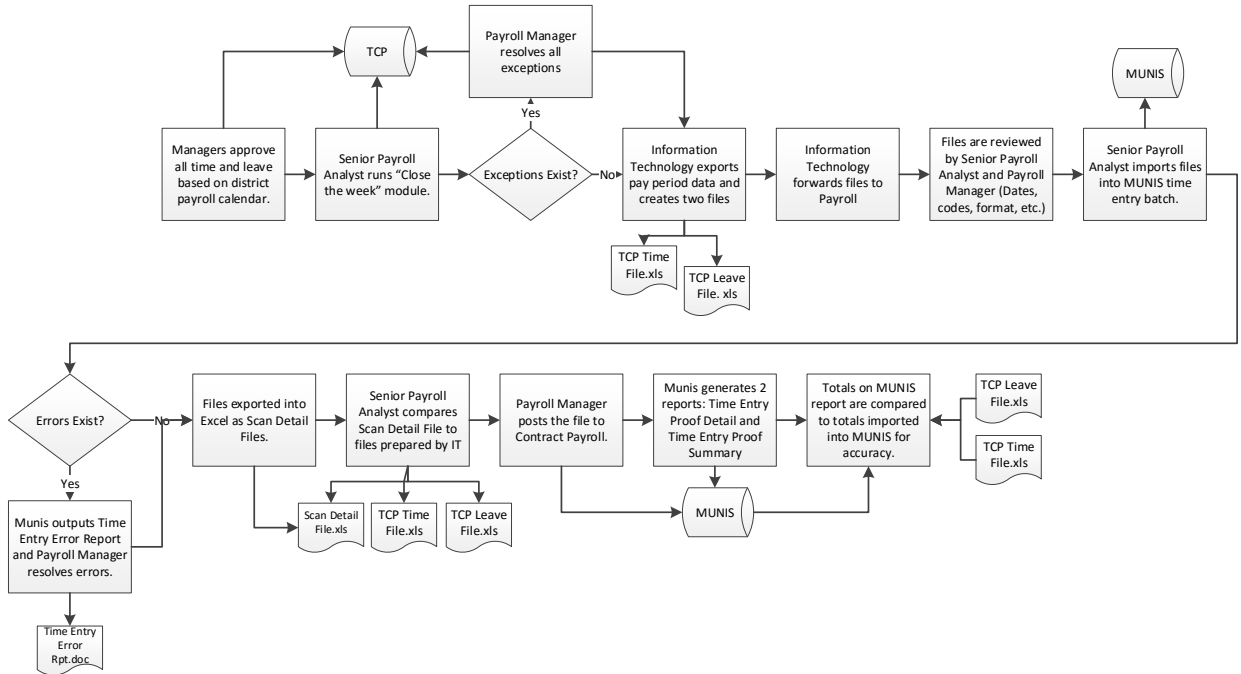 TCP
Payroll Manager
resolves all
exceptions
MUNIS
Yes
Managers approve
all time and leave
based on district
payroll calendar.
Senior Payroll
Analyst runs “Close
the week” module.
Exceptions Exist?
No
Information
Technology exports
pay period data and
creates two files
Information
Technology
forwards files to
Payroll
Files are reviewed
by Senior Payroll
Analyst and Payroll
Manager (Dates,
codes, format, etc.)
Senior Payroll
Analyst imports files
into MUNIS time
entry batch.
TCP Time
File.xls
TCP Leave
File. xls
Errors Exist?
No
Files exported into
Excel as Scan Detail
Files.
Senior Payroll
Analyst compares
Scan Detail File to
files prepared by IT
Payroll Manager
posts the file to
Contract Payroll.
Munis generates 2
reports: Time Entry
Proof Detail and
Time Entry Proof
Summary
Totals on MUNIS
report are compared
to totals imported
into MUNIS for
accuracy.
TCP Leave
File.xls
TCP Time
File.xls
Yes
Munis outputs Time
Entry Error Report
and Payroll Manager
resolves errors.
Scan Detail
File.xls
TCP Time
File.xls
TCP Leave
File.xls
MUNIS
Time Entry
Error
Rpt.doc